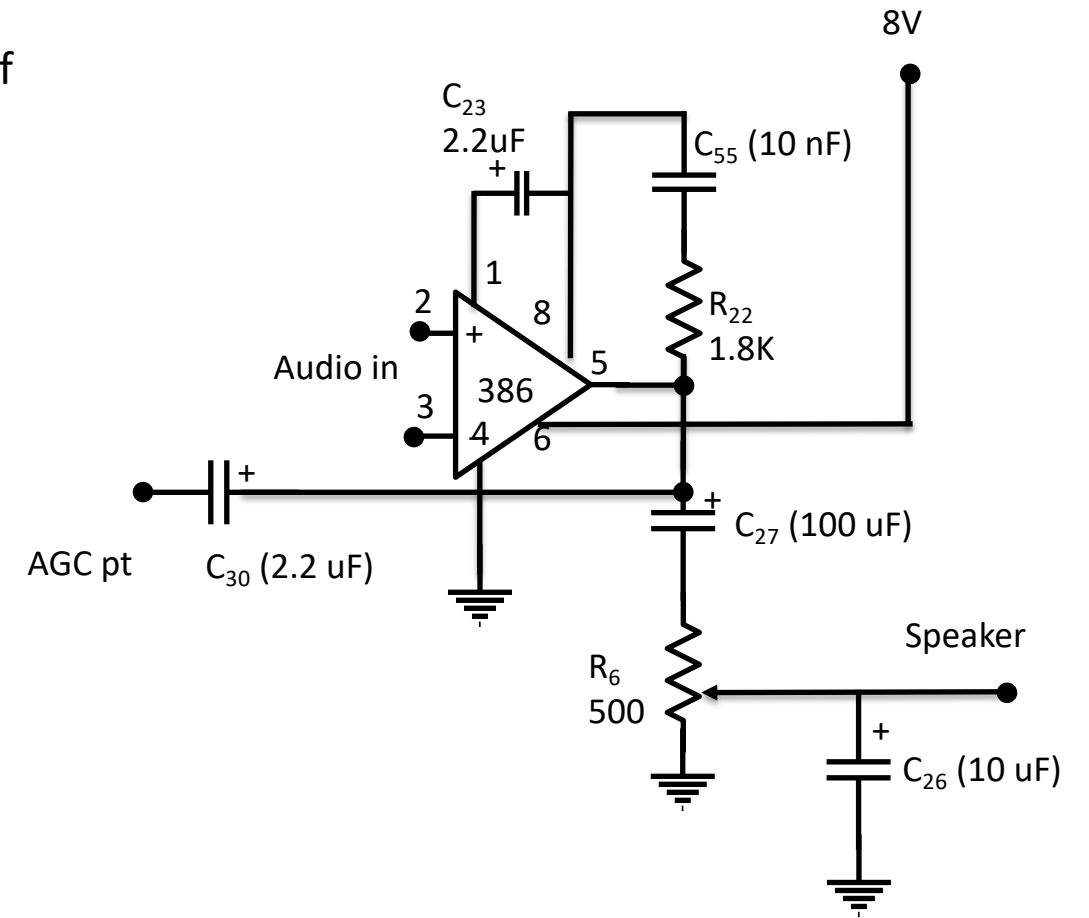 f
8V
C₂₃
2.2uF
+
C₅₅ (10 nF)
1
2
8
R₂₂
1.8K
+
5
Audio in
386
3
-4
6
+
+
C₂₇ (100 uF)
AGC pt
C₃₀ (2.2 uF)
Speaker
R₆
500
+
C₂₆ (10 uF)